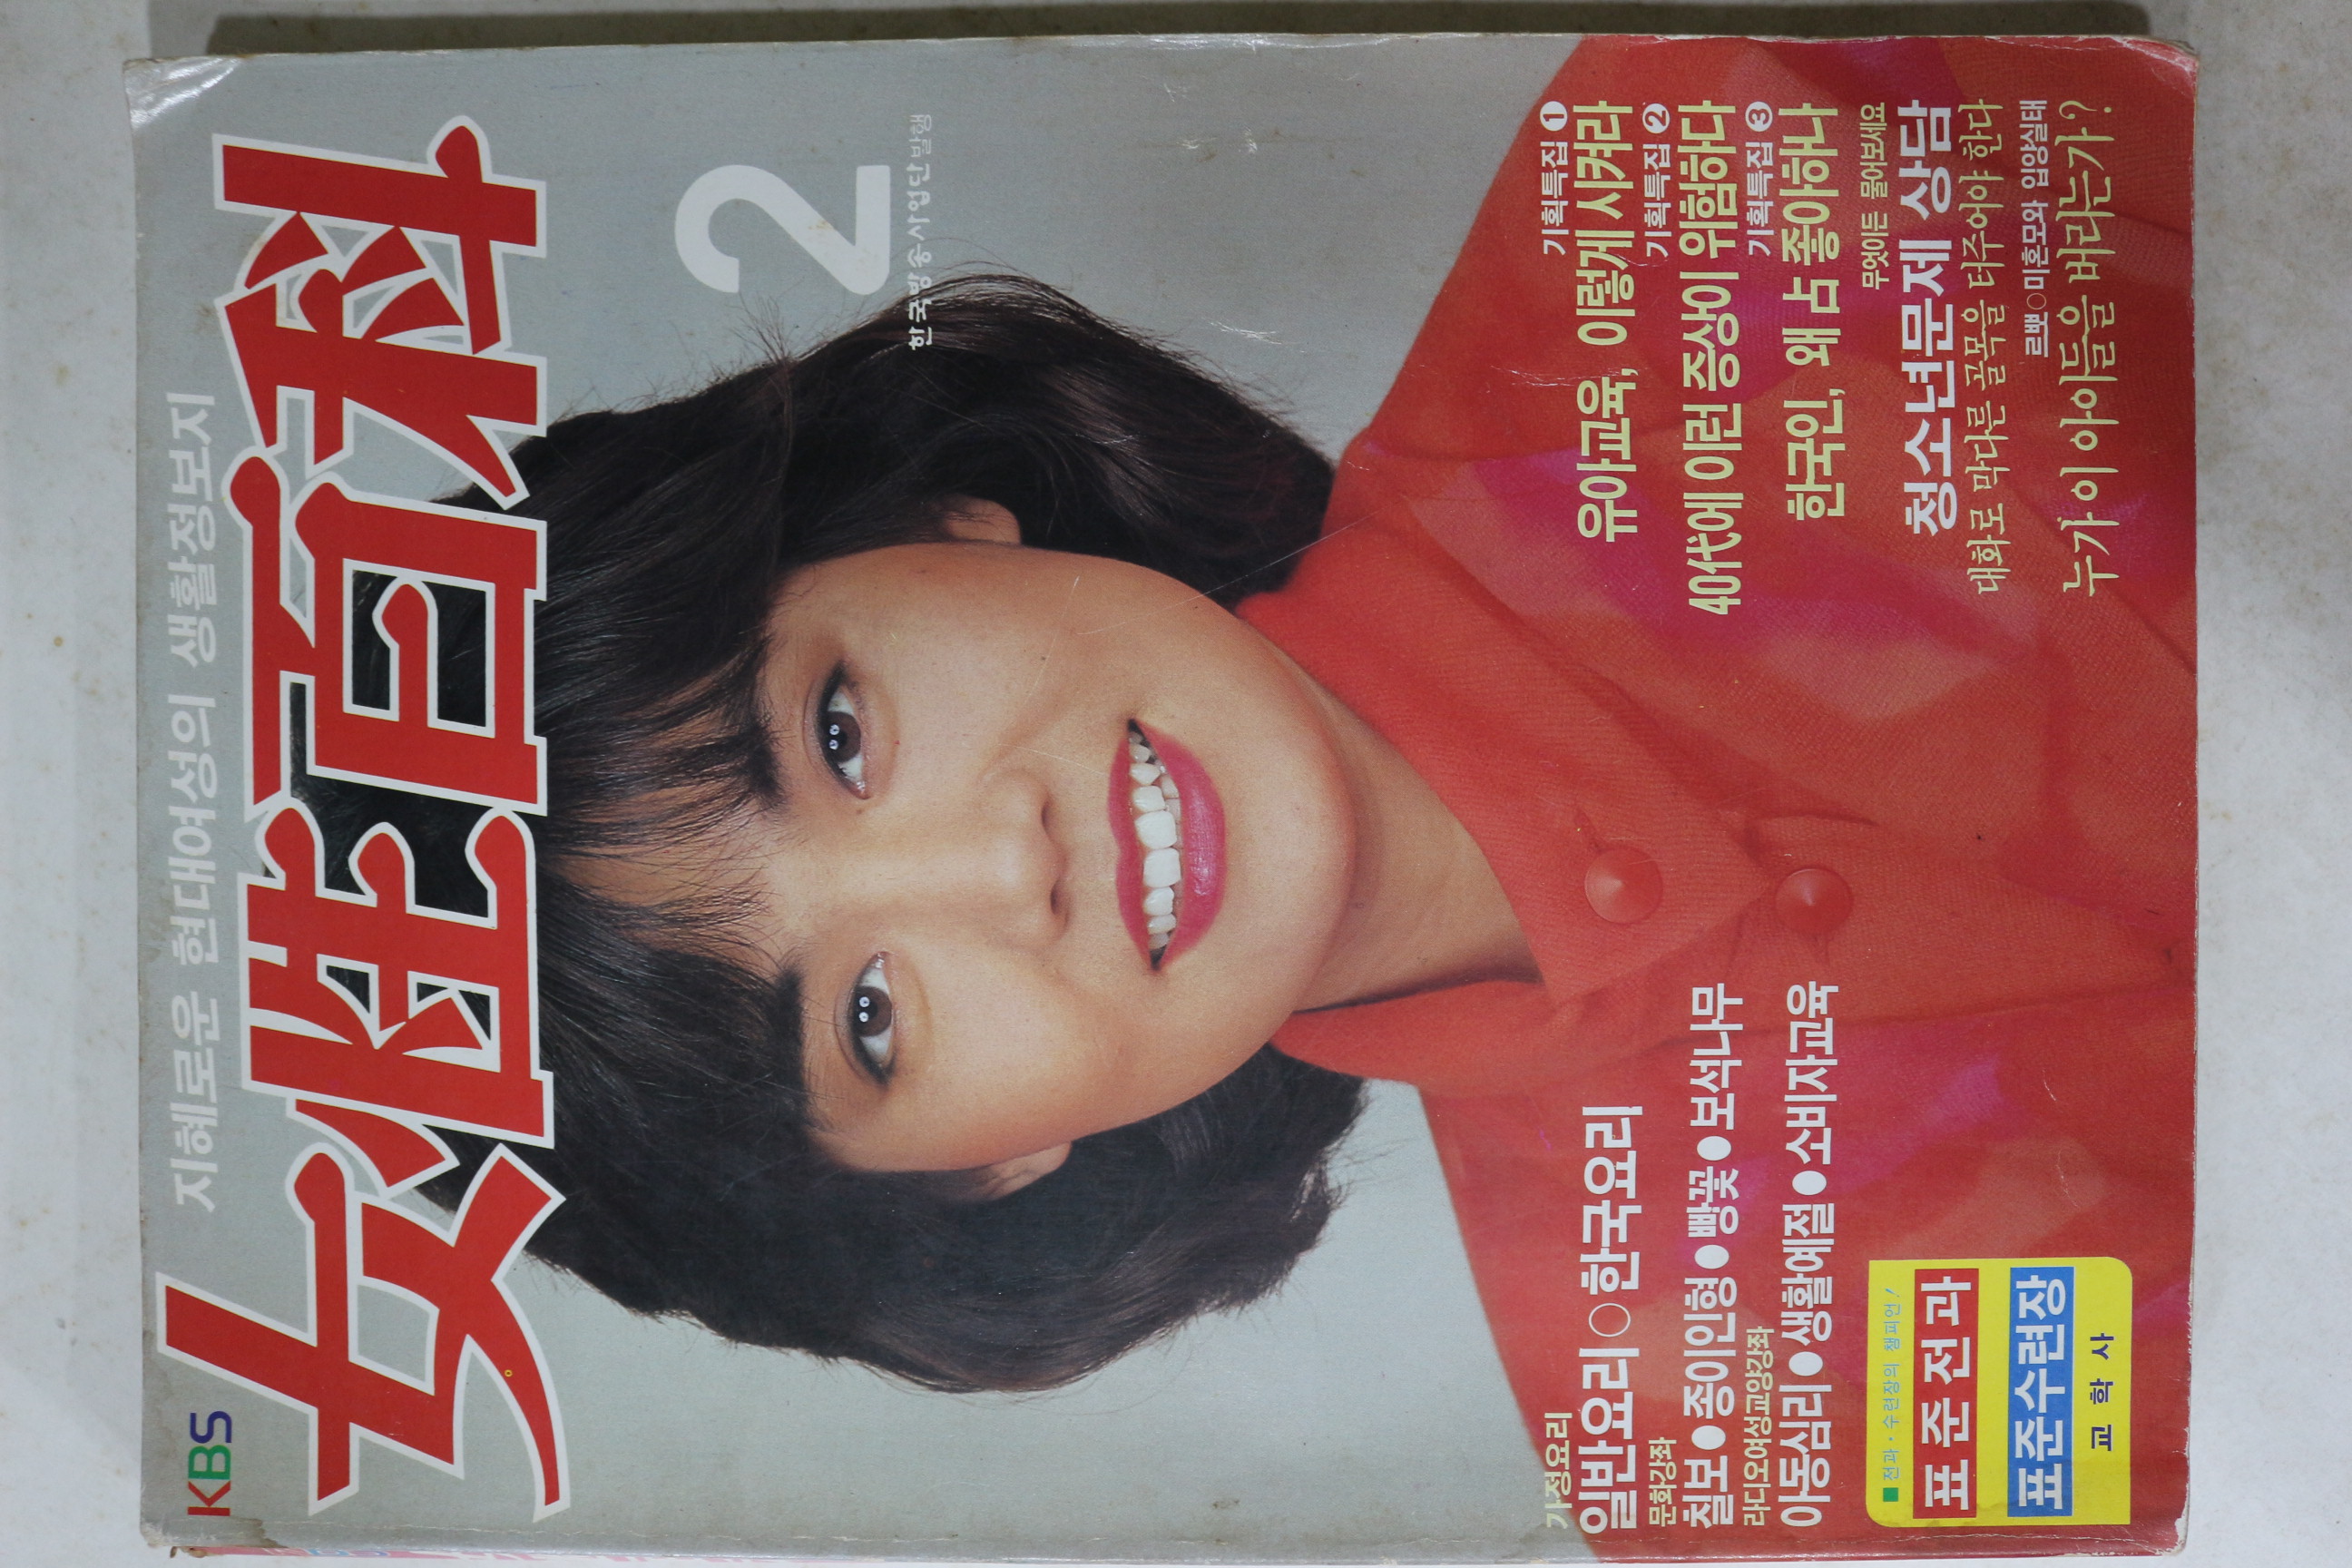 지혜로운 현대여성의 생활정보지
KBS
女性百科
2
한국방송사업단 발행
기획특집 1
유아교육, 이렇게 시켜라
기획특집 2
40代에 이런 증상이 위험하다
기획특집 3
한국인, 왜 占 좋아하나
무엇이든 물어보세요
청소년문제 상담
대화로 막다른 골목을 터주어야 한다
르뽀○미혼모와 입양실태
누가 이 아이들을 버리는가?
가정요리
일반요리○한국요리
문화강좌
칠보●종이인형●빵꽃●보석나무
라디오여성교양강좌
아동심리●생활예절●소비자교육
■전과·수련장의 챔피언!
표준전과
표준수련장
교학사